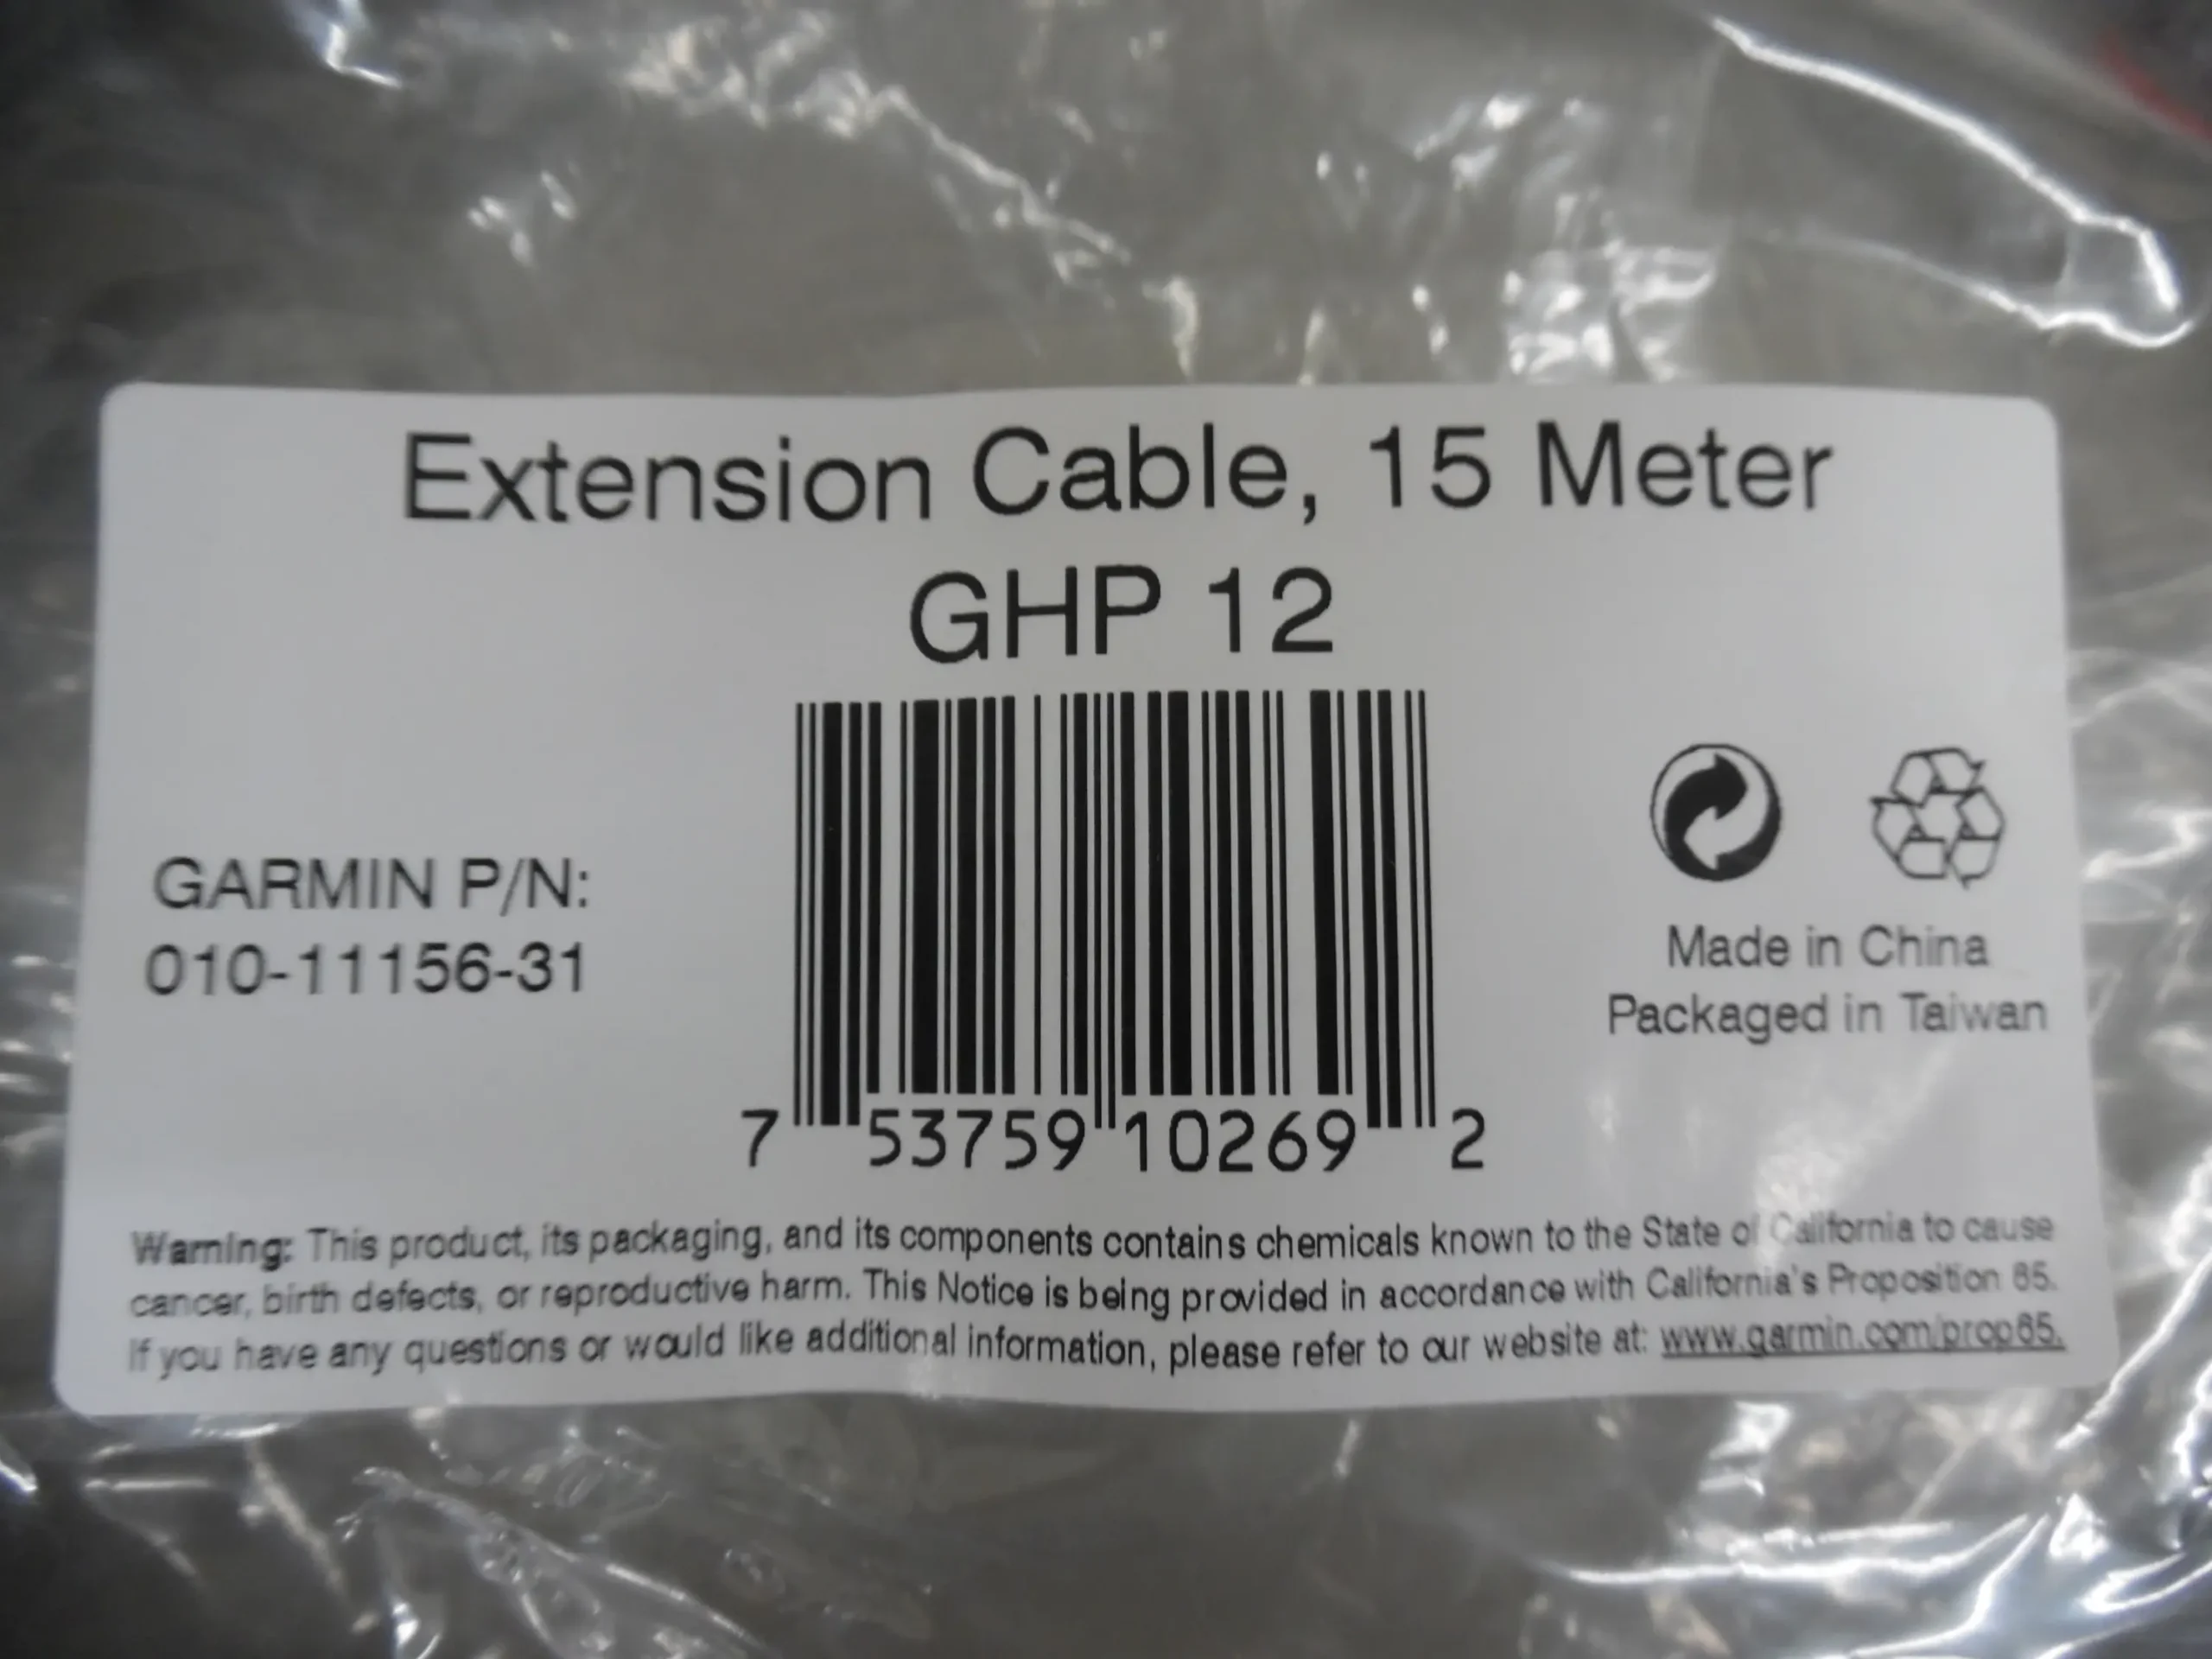 Extension Cable, 15 Meter
GHP 12
GARMIN P/N:
010-11156-31
7 53759 10269 2
Made in China
Packaged in Taiwan
Warning: This product, its packaging, and its components contains chemicals known to the State of California to cause
cancer, birth defects, or reproductive harm. This Notice is being provided in accordance with California's Proposition 65.
If you have any questions or would like additional information, please refer to our website at: www.garmin.com/prop65.